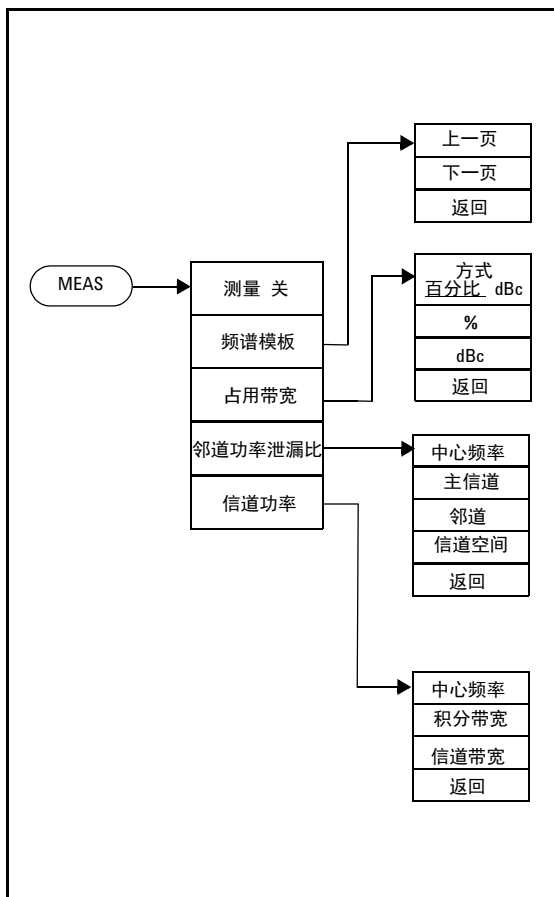 MEAS
测量 关
频谱模板
占用带宽
邻道功率泄漏比
信道功率
上一页
下一页
返回
方式
百分比 dBc
%
dBc
返回
中心频率
主信道
邻道
信道空间
返回
中心频率
积分带宽
信道带宽
返回